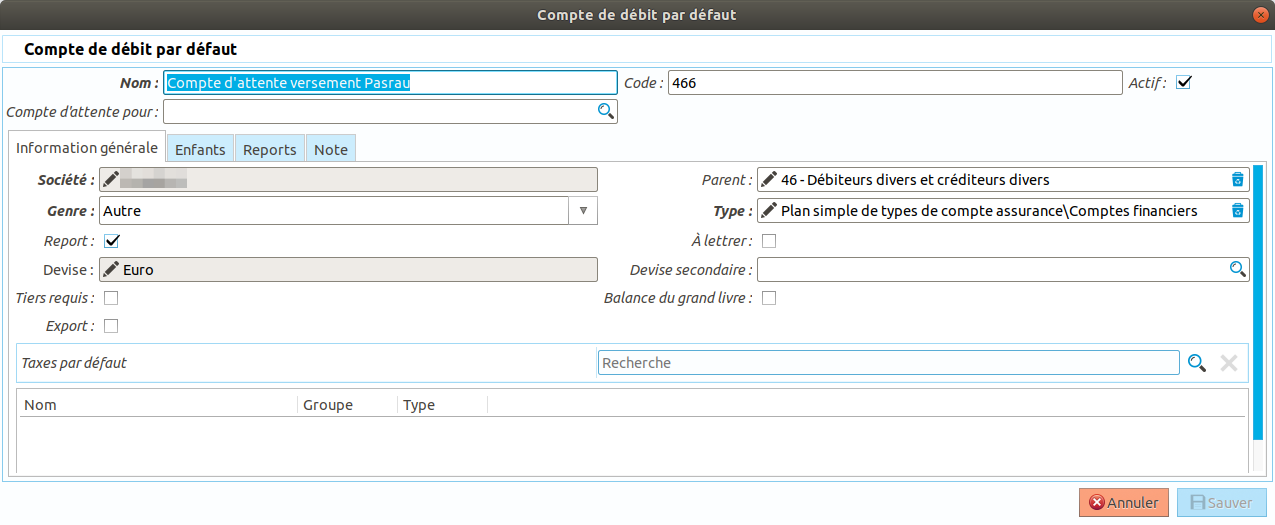 Compte de débit par défaut
Compte de débit par défaut
Nom : Compte d'attente versement Pasrau Code : 466 Actif :
Compte d'attente pour :
Information générale Enfants Reports Note
Société : Parent : 46 - Débiteurs divers et créditeurs divers
Genre : Autre Type : Plan simple de types de compte assurance\Comptes financiers
Report : À lettrer :
Devise : Euro Devise secondaire :
Tiers requis : Balance du grand livre :
Export :
Taxes par défaut Recherche
Nom Groupe Type
Annuler Sauver